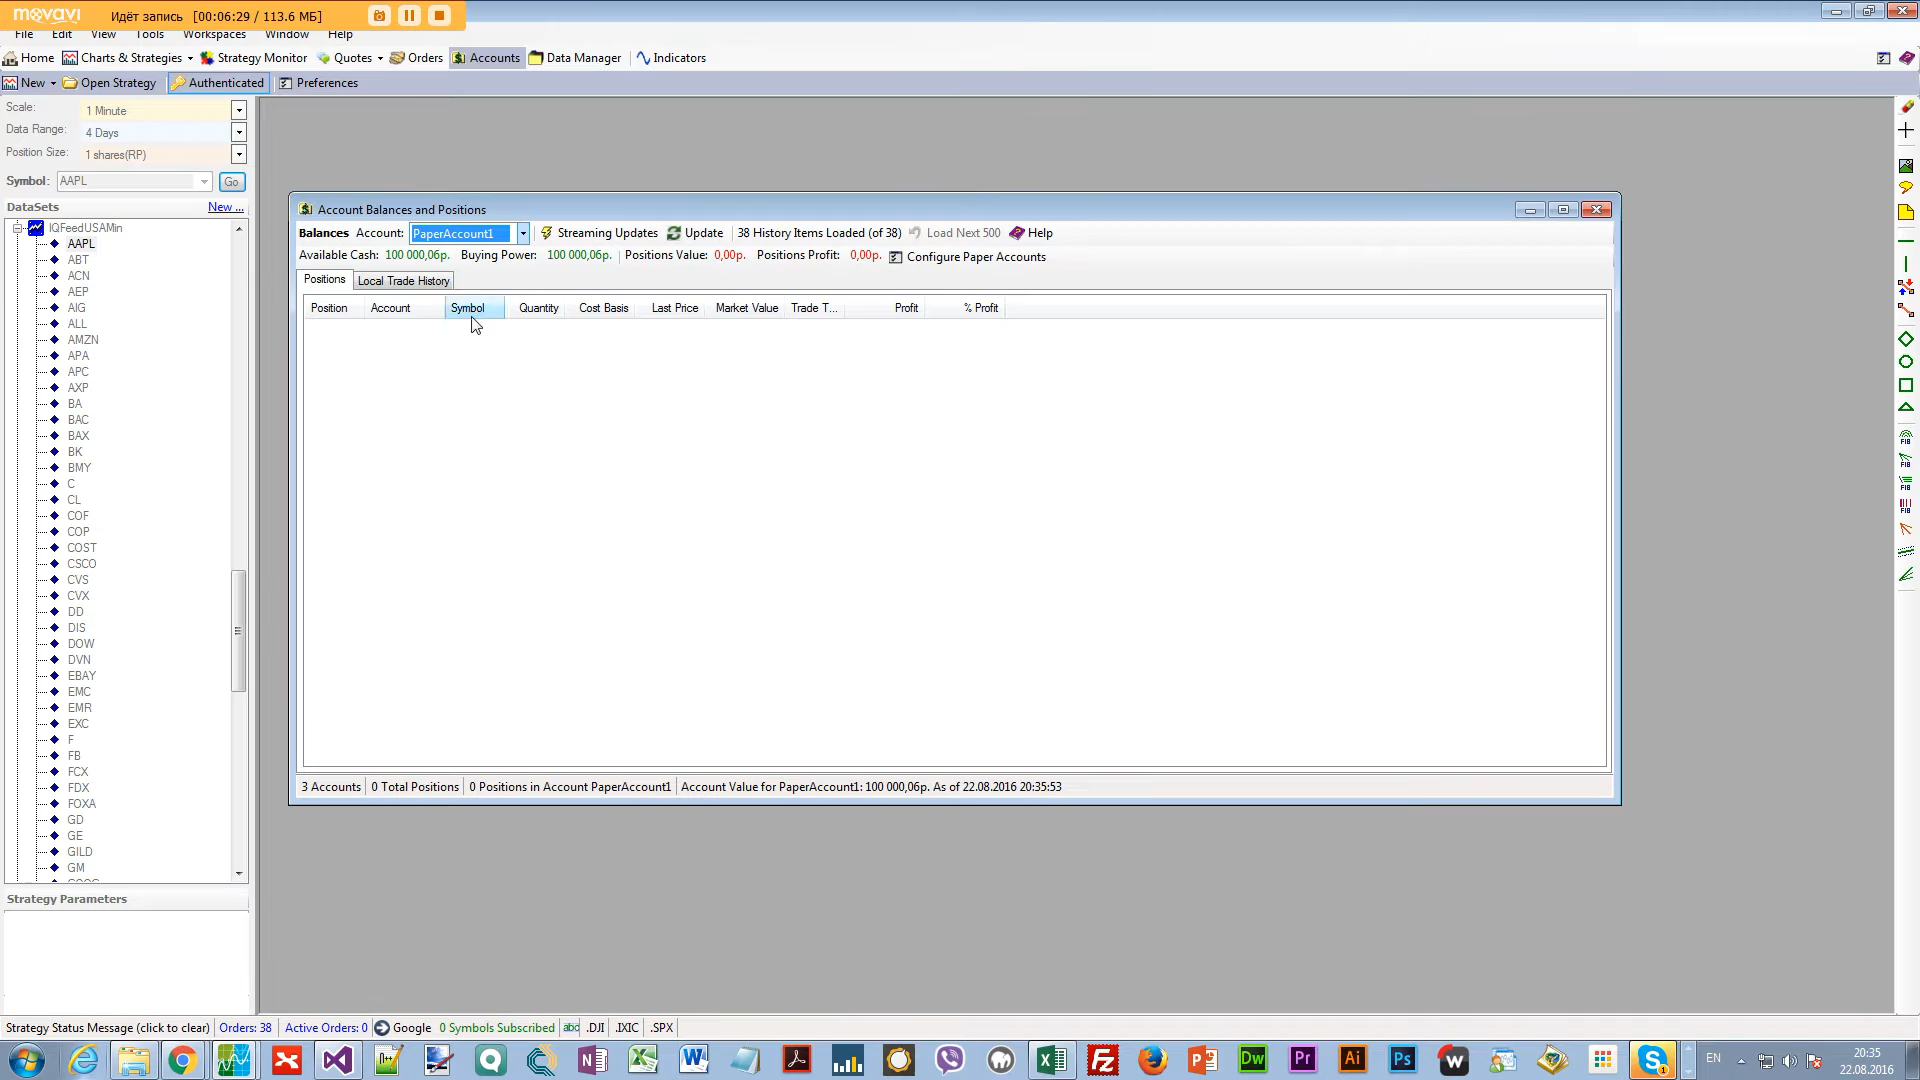 movavi Идёт запись [00:06:29 / 113.6 МБ]
File Edit View Tools Workspaces Window Help
Home Charts & Strategies Strategy Monitor Quotes Orders Accounts Data Manager Indicators
New Open Strategy Authenticated Preferences
Scale: 1 Minute
Data Range: 4 Days
Position Size: 1 shares(RP)
Symbol: AAPL Go
DataSets New ...
IQFeedUSAMin
AAPL
ABT
ACN
AEP
AIG
ALL
AMZN
APA
APC
AXP
BA
BAC
BAX
BK
BMY
C
CL
COF
COP
COST
CSCO
CVS
CVX
DD
DIS
DOW
DVN
EBAY
EMC
EMR
EXC
F
FB
FCX
FDX
FOXA
GD
GE
GILD
GM
Strategy Parameters
Account Balances and Positions
Balances Account: PaperAccount1 Streaming Updates Update 38 History Items Loaded (of 38) Load Next 500 Help
Available Cash: 100 000,06р. Buying Power: 100 000,06р. Positions Value: 0,00р. Positions Profit: 0,00р. Configure Paper Accounts
Positions Local Trade History
Position Account Symbol Quantity Cost Basis Last Price Market Value Trade T... Profit % Profit
3 Accounts 0 Total Positions 0 Positions in Account PaperAccount1 Account Value for PaperAccount1: 100 000,06р. As of 22.08.2016 20:35:53
FIB
FIB
FIB
FIB
Strategy Status Message (click to clear) Orders: 38 Active Orders: 0 Google 0 Symbols Subscribed abc .DJI .IXIC .SPX
Dw Pr Ai Ps W EN 20:35
22.08.2016